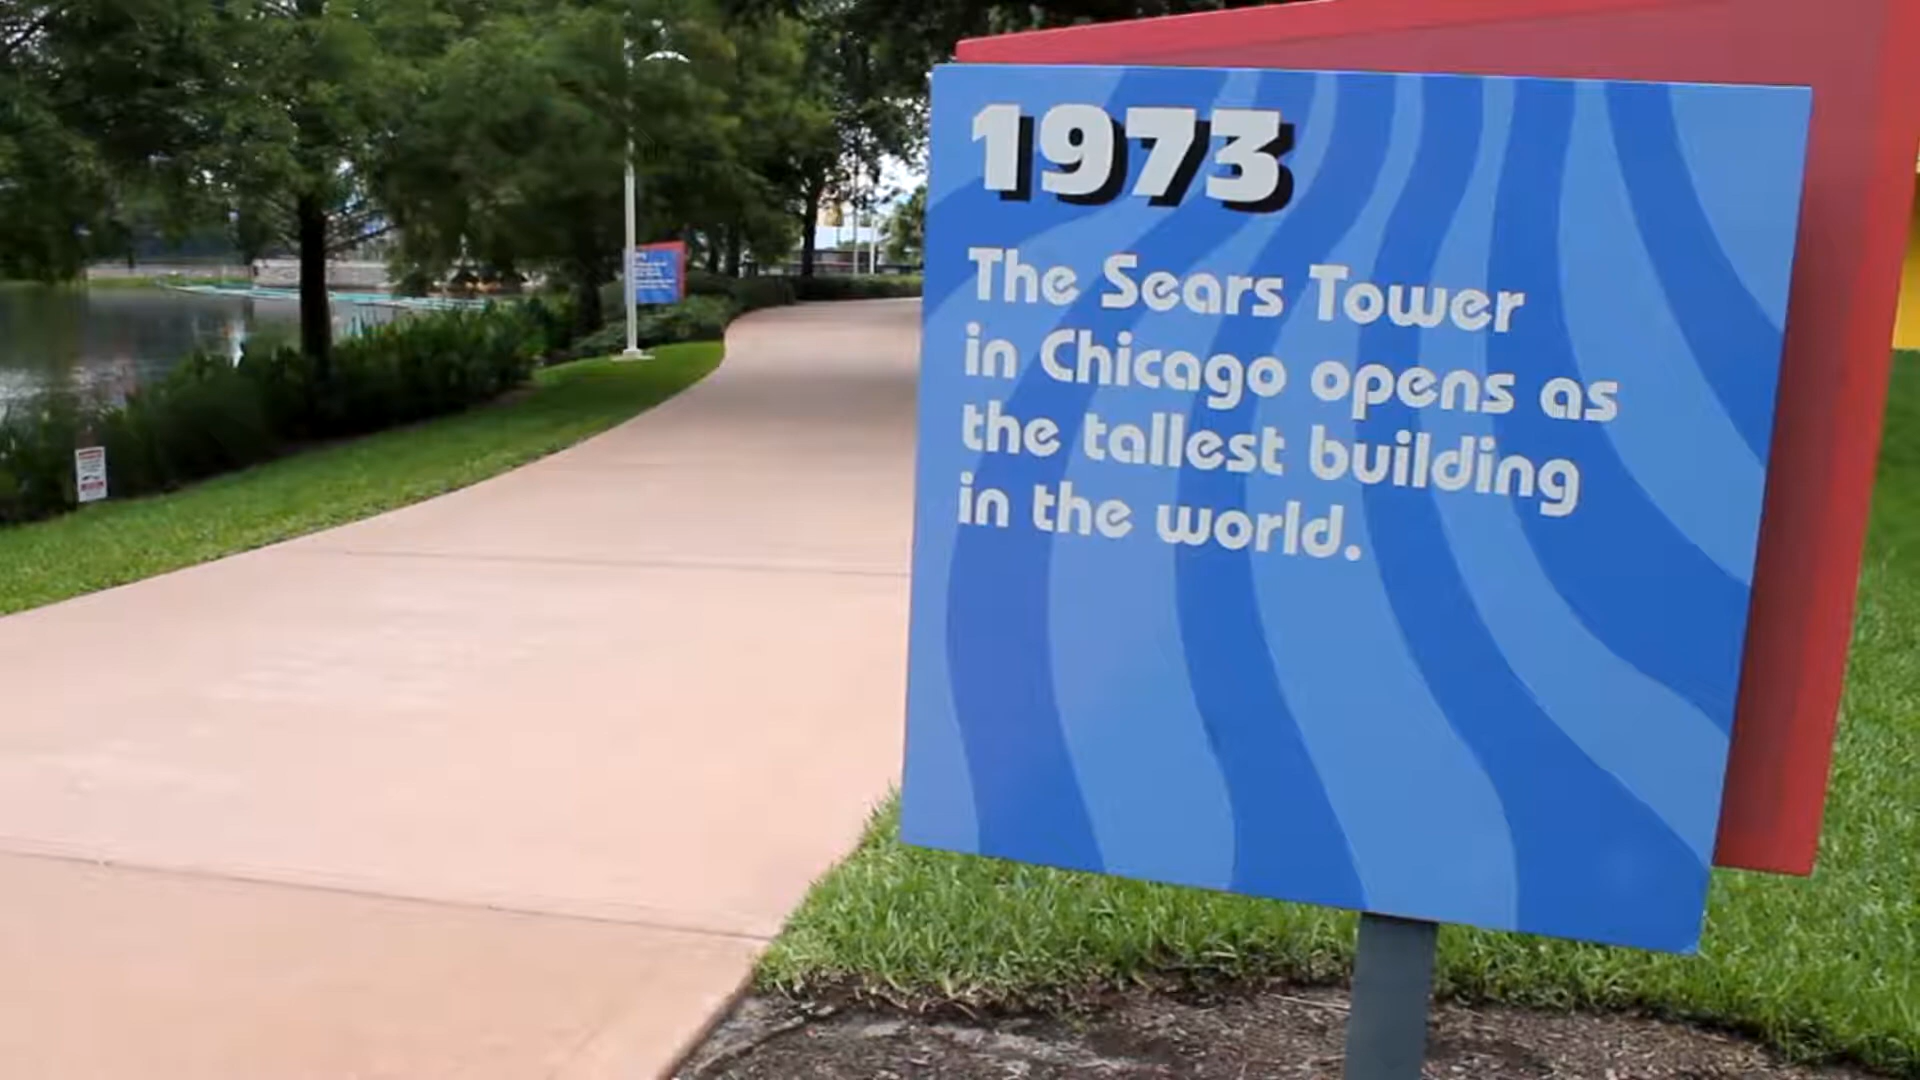 1973
The Sears Tower
in Chicago opens as
the tallest building
in the world.